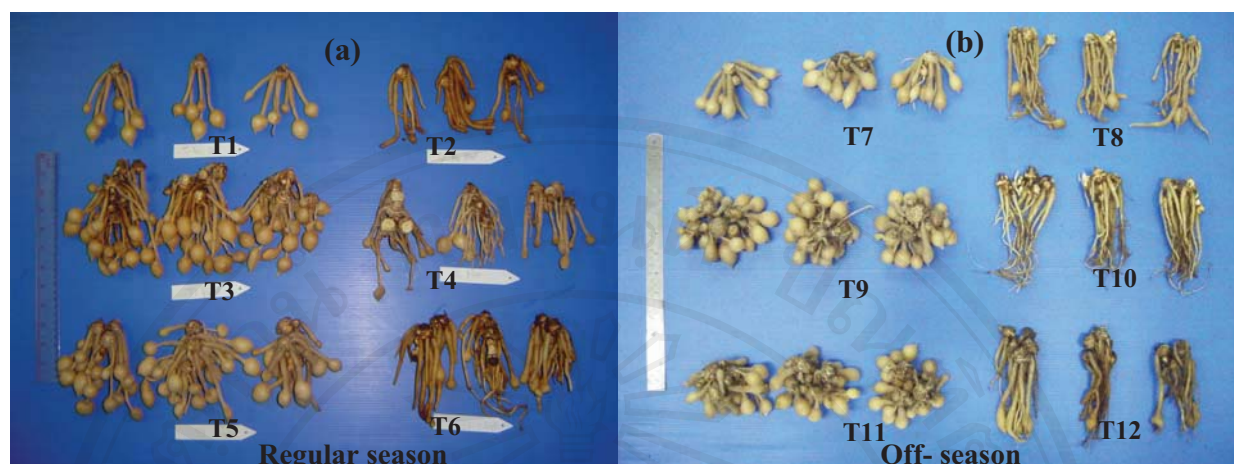 (a)
T1
T2
T3
T4
T5
T6
Regular season
(b)
T7
T8
T9
T10
T11
T12
Off- season